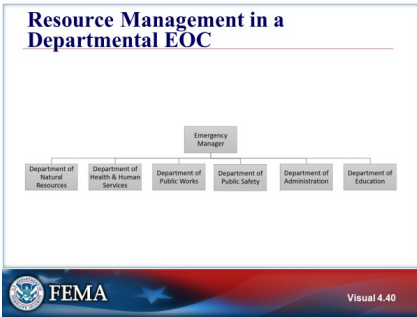 Resource Management in a
Departmental EOC
Emergency
Manager
Department of
Natural
Resources
Department of
Health & Human
Services
Department of
Public Works
Department of
Public Safety
Department of
Administration
Department of
Education
FEMA
Visual 4.40